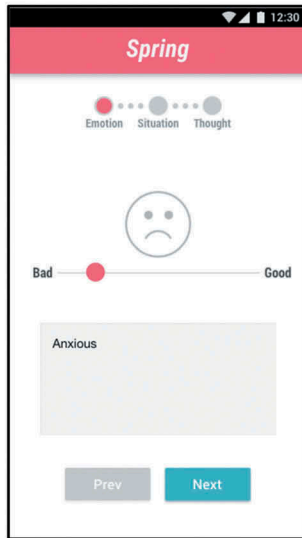 12:30
Spring
Emotion Situation Thought
Bad Good
Anxious
Prev Next